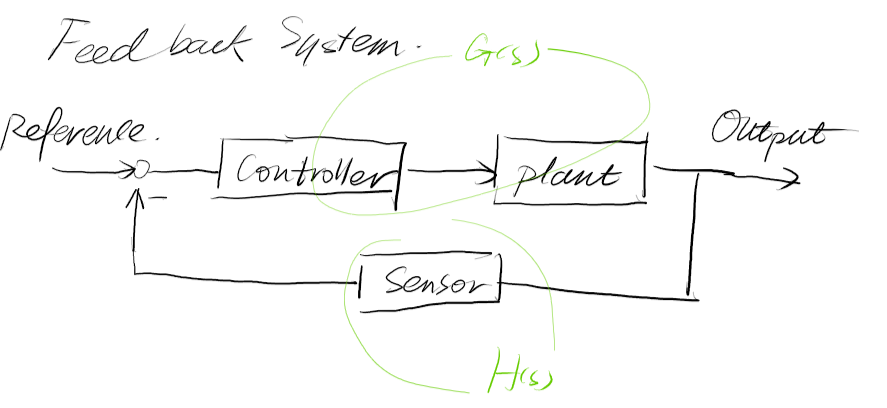 Feedback System.
G(s)
Reference.
Output
Controller
plant
-
Sensor
H(s)